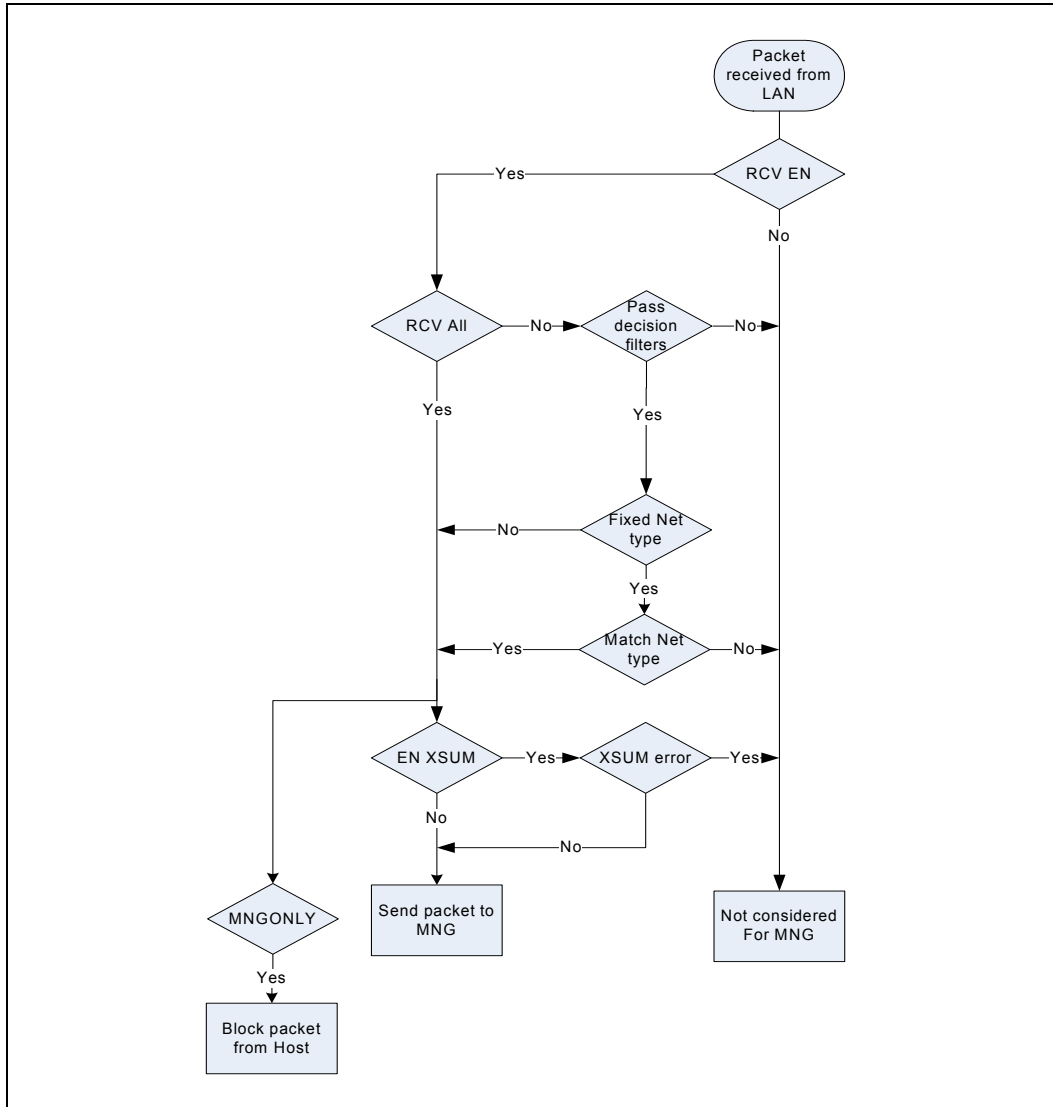 Packet
received from
LAN
RCV EN
Yes
No
RCV All
No
Pass
decision
filters
No
Yes
Yes
Fixed Net
type
No
Yes
Match Net
type
Yes
No
EN XSUM
Yes
XSUM error
Yes
No
No
MNGONLY
Send packet to
MNG
Not considered
For MNG
Yes
Block packet
from Host